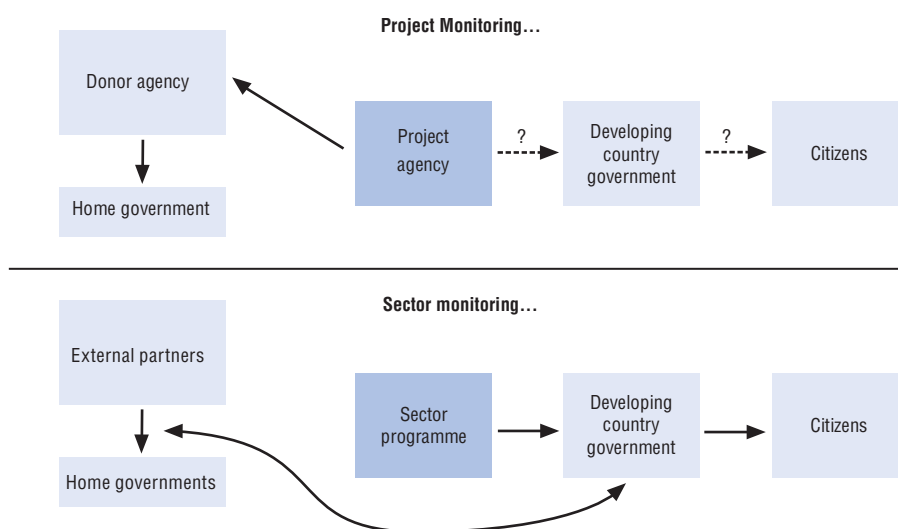 Project Monitoring…
Donor agency
Project
agency
?
Developing
country
government
?
Citizens
Home government
Sector monitoring…
External partners
Sector
programme
Developing
country
government
Citizens
Home governments